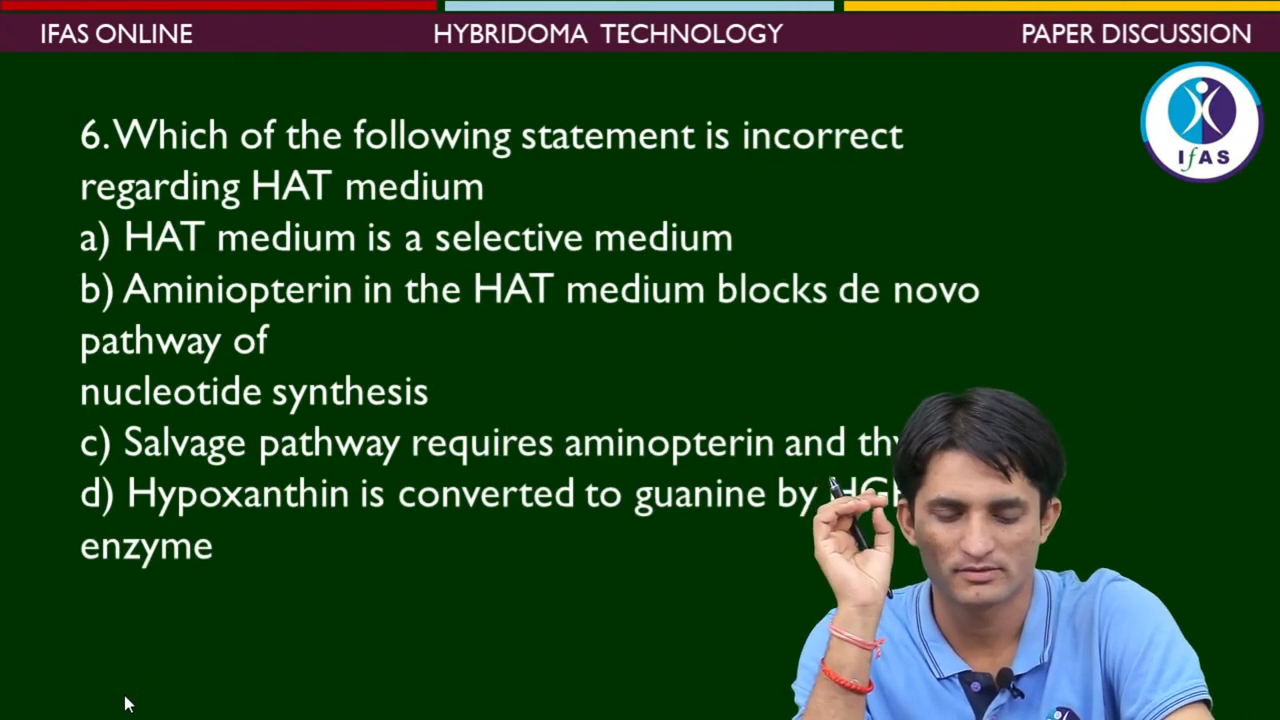 IFAS ONLINE HYBRIDOMA TECHNOLOGY PAPER DISCUSSION
IfAS
6. Which of the following statement is incorrect
regarding HAT medium
a) HAT medium is a selective medium
b) Aminiopterin in the HAT medium blocks de novo
pathway of
nucleotide synthesis
c) Salvage pathway requires aminopterin and
d) Hypoxanthin is converted to guanine by
enzyme